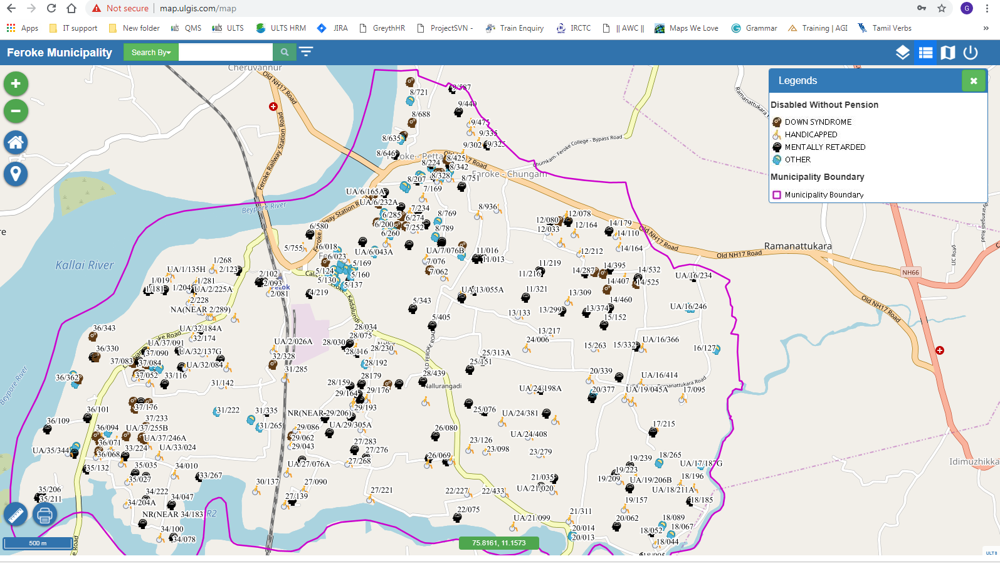 Not secure | map.ulgis.com/map
Apps IT support New folder QMS ULTS ULTS HRM JIRA GreythHR ProjectSVN - Train Enquiry IRCTC || AWC || Maps We Love Grammar Training | AGI Tamil Verbs »
Feroke Municipality Search By
Legends
Disabled Without Pension
DOWN SYNDROME
HANDICAPPED
MENTALLY RETARDED
OTHER
Municipality Boundary
Municipality Boundary
Cheruvannur
Old NH17 Road
Feroke Railway Station Road
Beypore River
Kallai River
Chumkam- Feroke College - Bypass Road
Faroke - Chungam
Old NH17 Road
Old NH17 Road
Ramanattukara
NH66
Old NH17 Road
LIC Road
Idimuzhikka
Nallurangadi
OLD FEROKE ROAD
Beypore River
8/721
9/440
8/688
9/475
9/335
8/635
9/302
9/325
8/646
8/425
8/224
8/342
8/328
8/207
8/751
7/169
UA/6/165A
UA/6/232A
7/234
8/936
6/285
6/274
8/769
6/200
7/252
8/789
6/260
6/580
12/078
12/080
12/164
12/033
14/179
14/110
14/164
12/212
5/755
6/018
6/023
UA/6/043A
UA/7/076B
7/076
7/062
11/016
11/013
11/219
11/216
1/268
2/123
UA/1/135H
1/019
1/281
1/181B
1/204
UA/2/225A
2/228
NA(NEAR 2/289)
2/102
2/093
2/081
5/169
5/124
5/160
5/130
5/137
4/219
14/287
14/395
14/532
14/407
14/525
UA/16/234
UA/13/055A
11/321
13/309
14/460
5/343
5/405
13/133
13/299
13/374
15/152
UA/16/246
36/343
UA/32/184A
32/174
36/330
UA/37/091
37/090
UA/32/137G
37/083
37/084
UA/32/084
UA/2/026A
32/328
31/285
28/034
28/075
28/030
28/116
28/230
28/192
13/217
24/006
15/263
15/332
UA/16/366
16/127
25/313A
25/151
36/362
37/052
33/116
31/142
28/159
28179
29/176
29/164
29/193
28/439
20/339
20/377
UA/16/414
UA/19/045A
17/095
UA/24/198A
36/101
37/176
31/222
31/335
31/265
36/109
37/233
36/094
UA/37/255B
UA/37/246A
36/071
33/224
UA/33/024
36/068
UA/35/344
NR(NEAR-29/206)
29/086
UA/29/305A
29/062
29/043
25/076
UA/24/381
UA/24/408
26/080
23/126
23/098
23/279
17/215
27/283
27/276
27/268
26/069
35/132
35/035
34/010
35/027
33/267
UA/27/076A
27/090
30/137
27/139
27/221
22/227
22/433
22/075
21/035
UA/21/020
UA/21/099
19/239
18/265
19/223
UA/17/187G
19/209
UA/19/206B
18/196
UA/18/211A
19/157
18/185
35/206
35/211
34/222
34/047
34/204A
NR(NEAR 34/183)
34/100
34/078
21/311
20/062
20/014
20/013
18/089
18/067
18/052
18/044
500 m
75.8161, 11.1573
ULTS